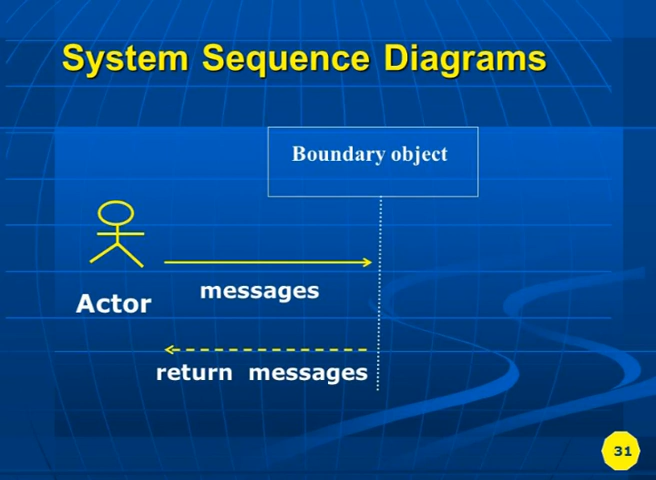 System Sequence Diagrams
Boundary object
messages
Actor
return messages
31